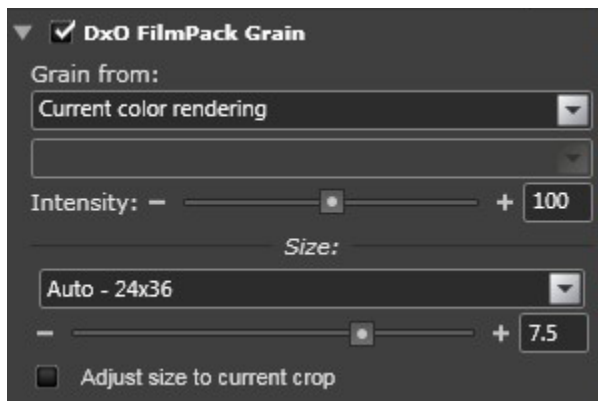 DxO FilmPack Grain
Grain from:
Current color rendering
Intensity: − + 100
Size:
Auto - 24x36
− + 7.5
Adjust size to current crop